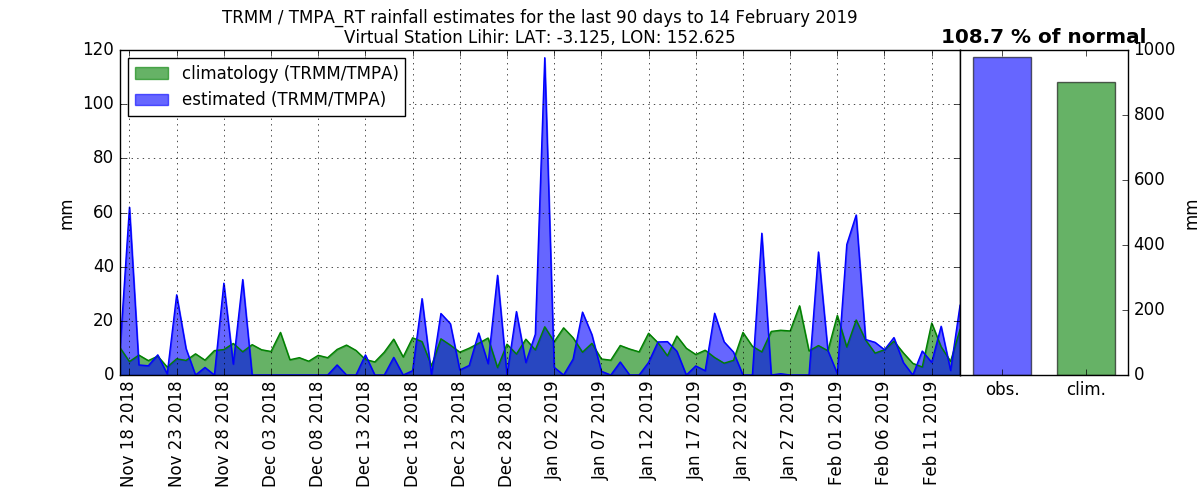 TRMM / TMPA_RT rainfall estimates for the last 90 days to 14 February 2019
Virtual Station Lihir: LAT: -3.125, LON: 152.625
108.7 % of normal
climatology (TRMM/TMPA)
estimated (TRMM/TMPA)
mm
120
100
80
60
40
20
0
Nov 18 2018
Nov 23 2018
Nov 28 2018
Dec 03 2018
Dec 08 2018
Dec 13 2018
Dec 18 2018
Dec 23 2018
Dec 28 2018
Jan 02 2019
Jan 07 2019
Jan 12 2019
Jan 17 2019
Jan 22 2019
Jan 27 2019
Feb 01 2019
Feb 06 2019
Feb 11 2019
1000
800
600
400
200
0
mm
obs.
clim.